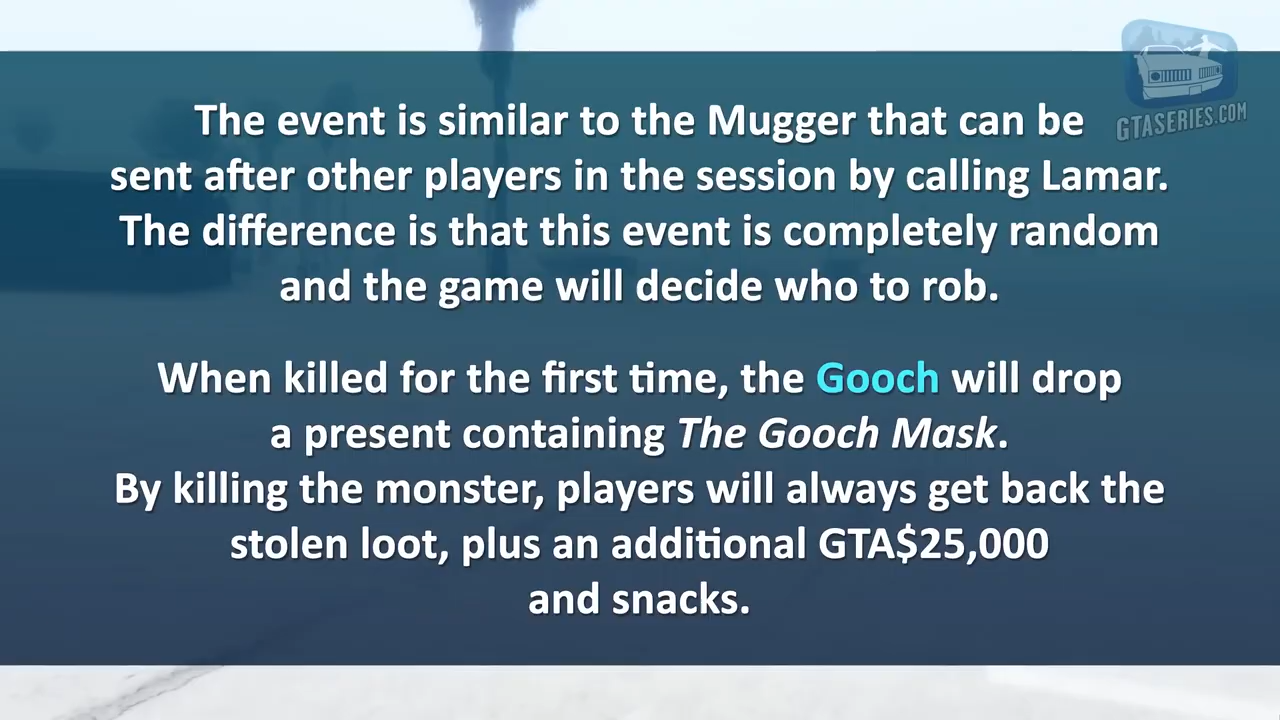 GTASERIES.COM
The event is similar to the Mugger that can be
sent after other players in the session by calling Lamar.
The difference is that this event is completely random
and the game will decide who to rob.
When killed for the first time, the Gooch will drop
a present containing The Gooch Mask.
By killing the monster, players will always get back the
stolen loot, plus an additional GTA$25,000
and snacks.